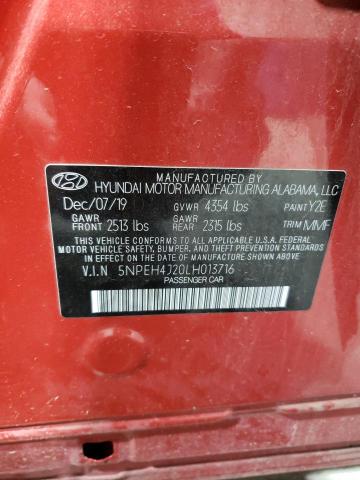 MANUFACTURED BY
HYUNDAI MOTOR MANUFACTURING ALABAMA, LLC
Dec/07/19 GVWR 4354 lbs PAINT Y2E
GAWR FRONT 2513 lbs GAWR REAR 2315 lbs TRIM MMF
THIS VEHICLE CONFORMS TO ALL APPLICABLE U.S.A. FEDERAL
MOTOR VEHICLE SAFETY, BUMPER, AND THEFT PREVENTION STANDARDS
IN EFFECT ON THE DATE OF MANUFACTURE SHOWN ABOVE.
V.I.N 5NPEH4J20LH013716
PASSENGER CAR